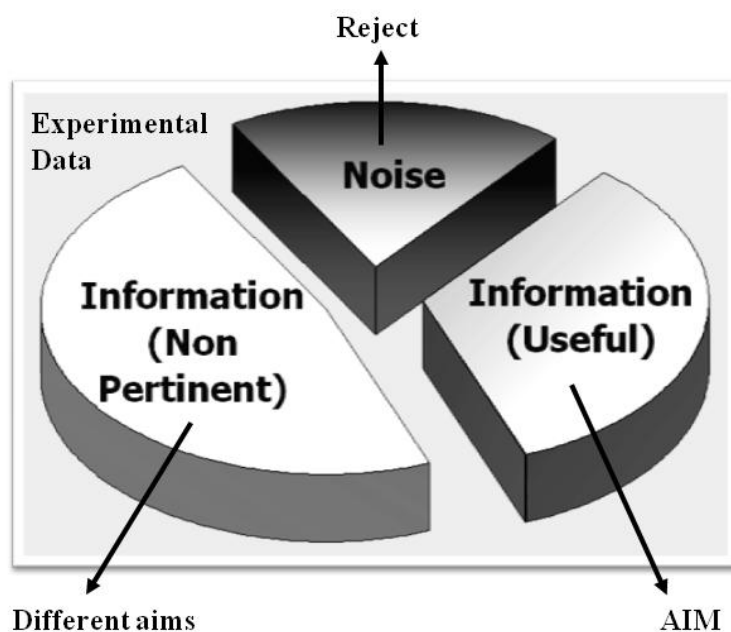 Reject
Experimental
Data
Noise
Information
(Non
Pertinent)
Information
(Useful)
Different aims
AIM